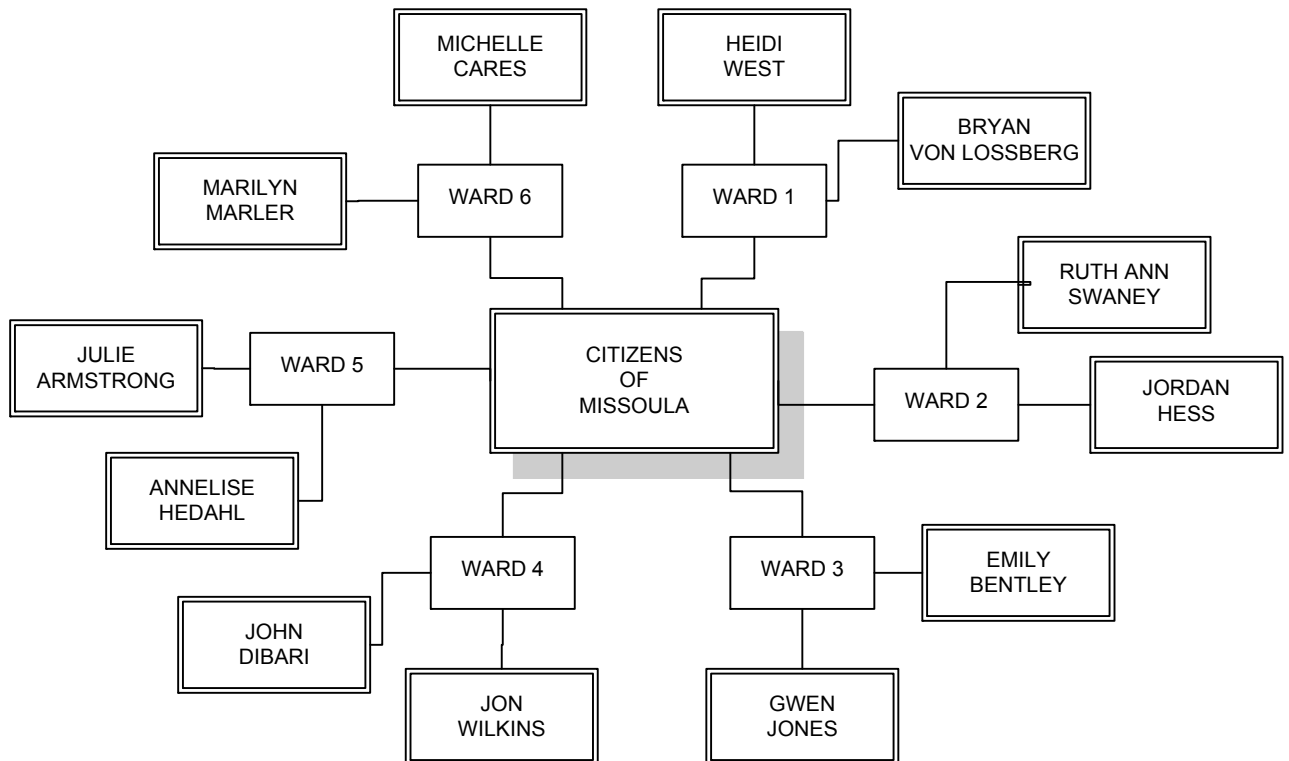 MICHELLE
CARES
HEIDI
WEST
BRYAN
VON LOSSBERG
MARILYN
MARLER
WARD 6
WARD 1
RUTH ANN
SWANEY
JULIE
ARMSTRONG
WARD 5
CITIZENS
OF
MISSOULA
WARD 2
JORDAN
HESS
ANNELISE
HEDAHL
WARD 4
WARD 3
EMILY
BENTLEY
JOHN
DIBARI
JON
WILKINS
GWEN
JONES